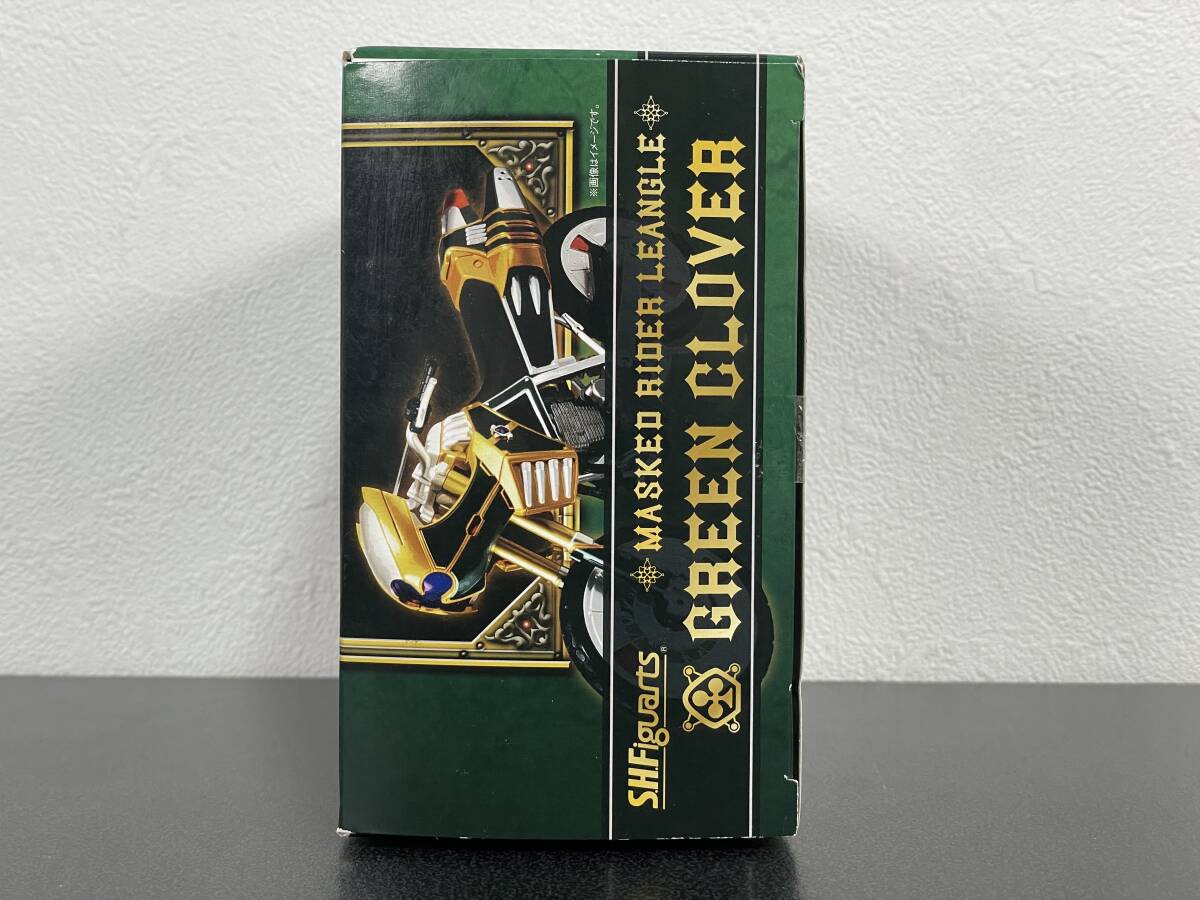 ※画像はイメージです。
MASKED RIDER LEANGLE
GREEN CLOVER
S.H.Figuarts®